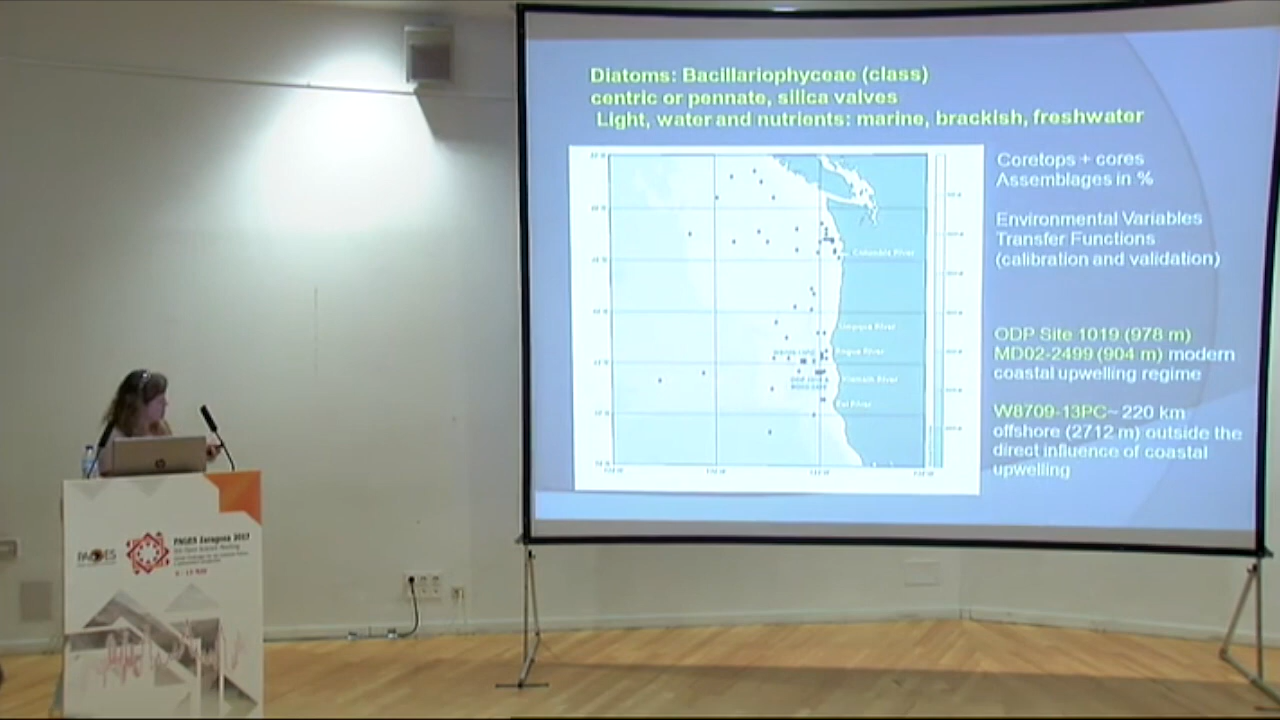 Diatoms: Bacillariophyceae (class)
centric or pennate, silica valves
Light, water and nutrients: marine, brackish, freshwater
Coretops + cores
Assemblages in %
Environmental Variables
Transfer Functions
(calibration and validation)
ODP Site 1019 (978 m)
MD02-2499 (904 m) modern
coastal upwelling regime
W8709-13PC~ 220 km
offshore (2712 m) outside the
direct influence of coastal
upwelling
Columbia River
Umpqua River
Rogue River
Klamath River
Eel River
PAGES
PAGES Zaragoza 2017